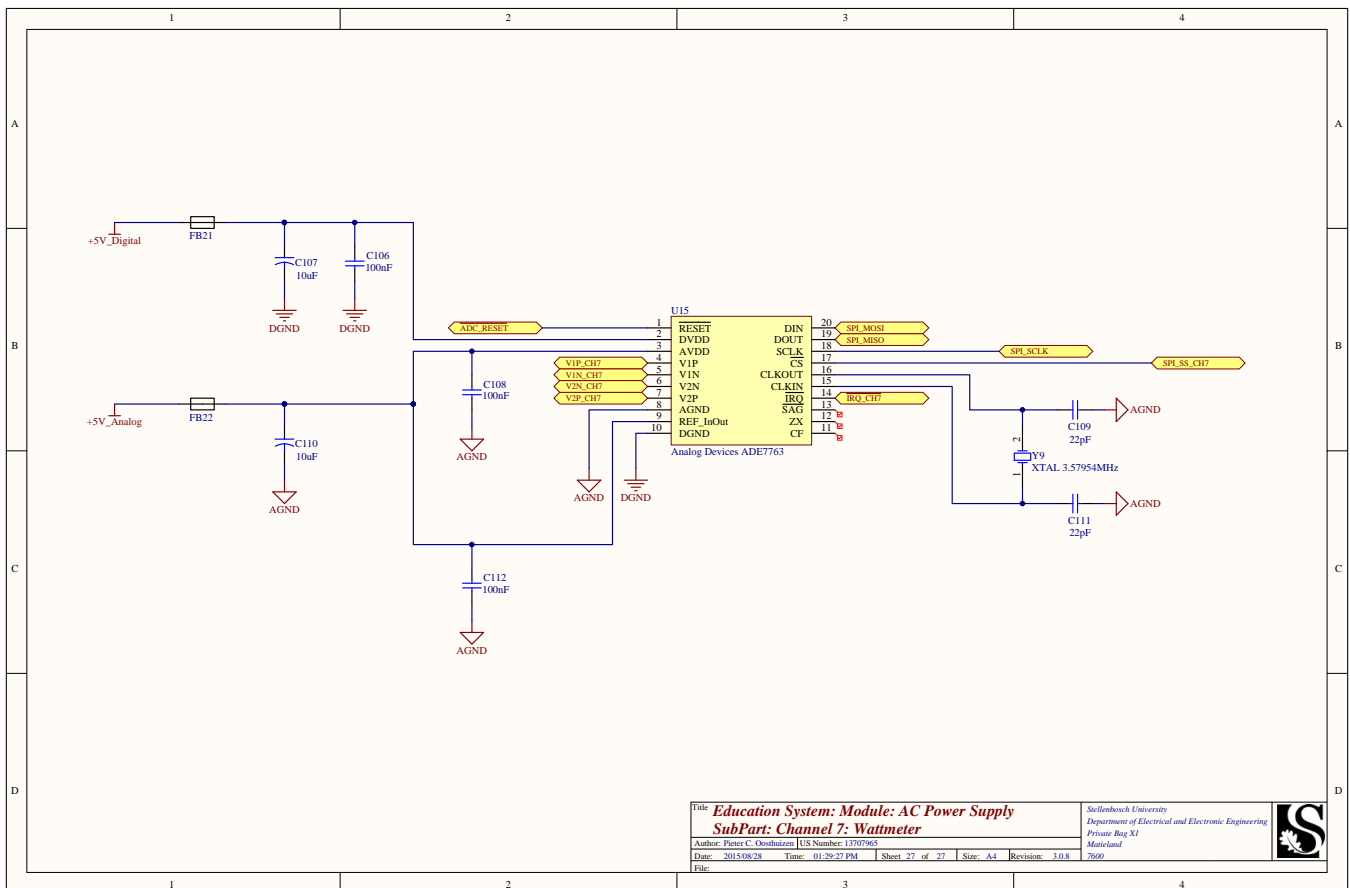 1 2 3 4
A A
+5V_Digital
FB21
C107
10uF
C106
100nF
DGND DGND
B B
+5V_Analog
FB22
C110
10uF
AGND
C108
100nF
AGND
U15
ADC_RESET
V1P_CH7
V1N_CH7
V2N_CH7
V2P_CH7
1 RESET DIN 20 SPI_MOSI
2 DVDD DOUT 19 SPI_MISO
3 AVDD SCLK 18 SPI_SCLK
4 V1P CS 17 SPI_SS_CH7
5 V1N CLKOUT 16
6 V2N CLKIN 15
7 V2P IRQ 14 IRQ_CH7
8 AGND SAG 13
9 REF_InOut ZX 12
10 DGND CF 11
Analog Devices ADE7763
AGND DGND
C109
22pF
AGND
2
Y9
XTAL 3.57954MHz
1
C111
22pF
AGND
C C
C112
100nF
AGND
D D
Title Education System: Module: AC Power Supply
SubPart: Channel 7: Wattmeter
Author: Pieter C. Oosthuizen US Number: 13707965
Date: 2015/08/28 Time: 01:29:27 PM Sheet 27 of 27 Size: A4 Revision: 3.0.8
File:
Stellenbosch University
Department of Electrical and Electronic Engineering
Private Bag X1
Matieland
7600
1 2 3 4